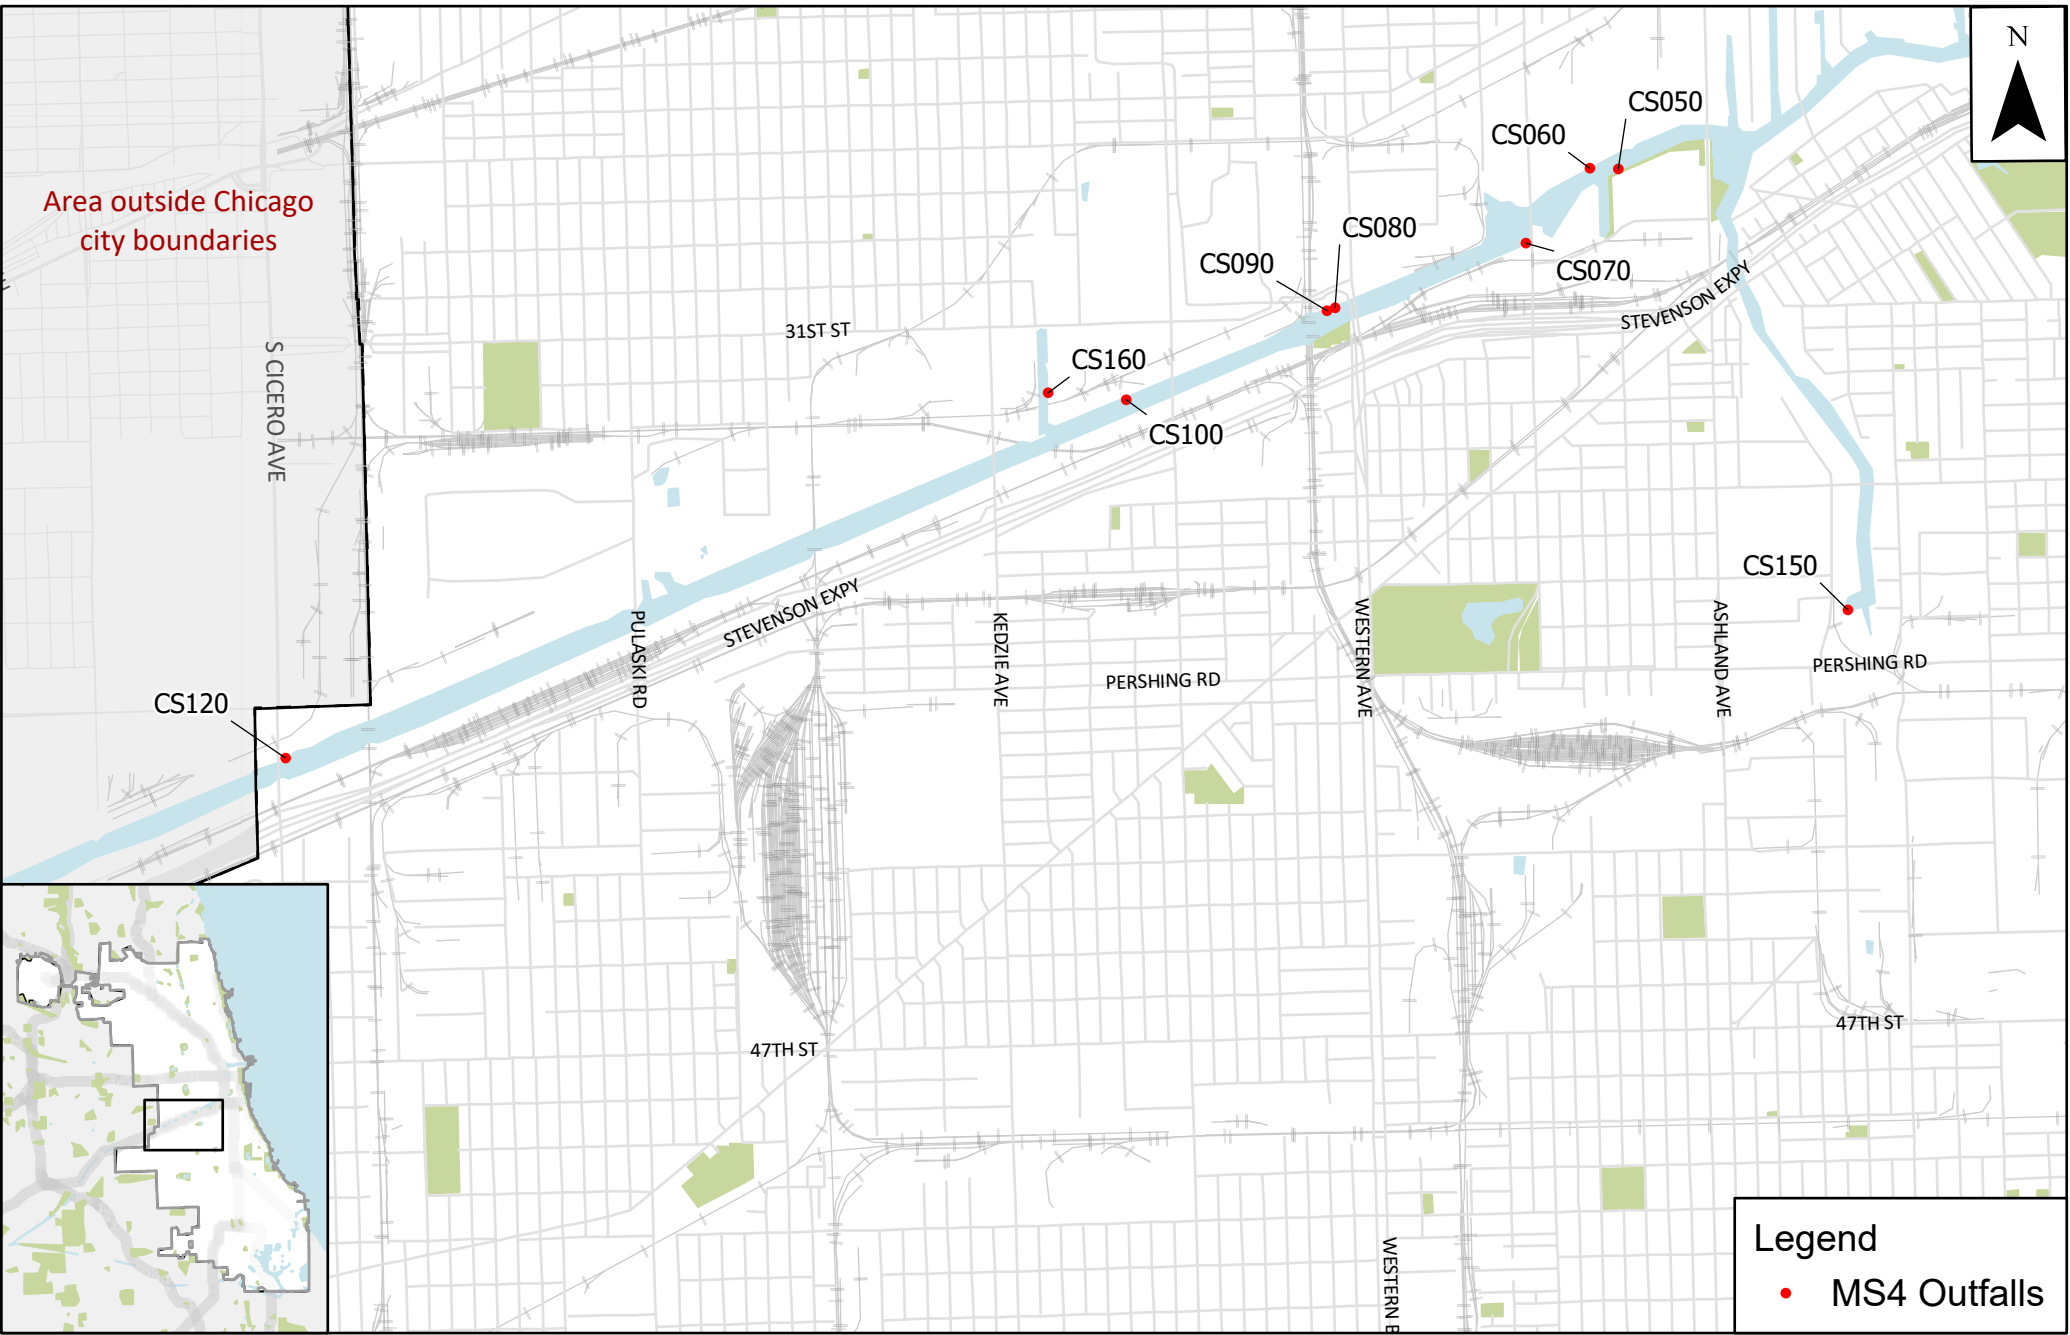 N
CS050
CS060
Area outside Chicago
city boundaries
CS080
CS090
CS070
STEVENSON EXPY
31ST ST
S CICERO AVE
CS160
CS100
CS150
STEVENSON EXPY
PULASKI RD
KEDZIE AVE
WESTERN AVE
ASHLAND AVE
PERSHING RD
PERSHING RD
CS120
47TH ST
47TH ST
WESTERN B
Legend
MS4 Outfalls